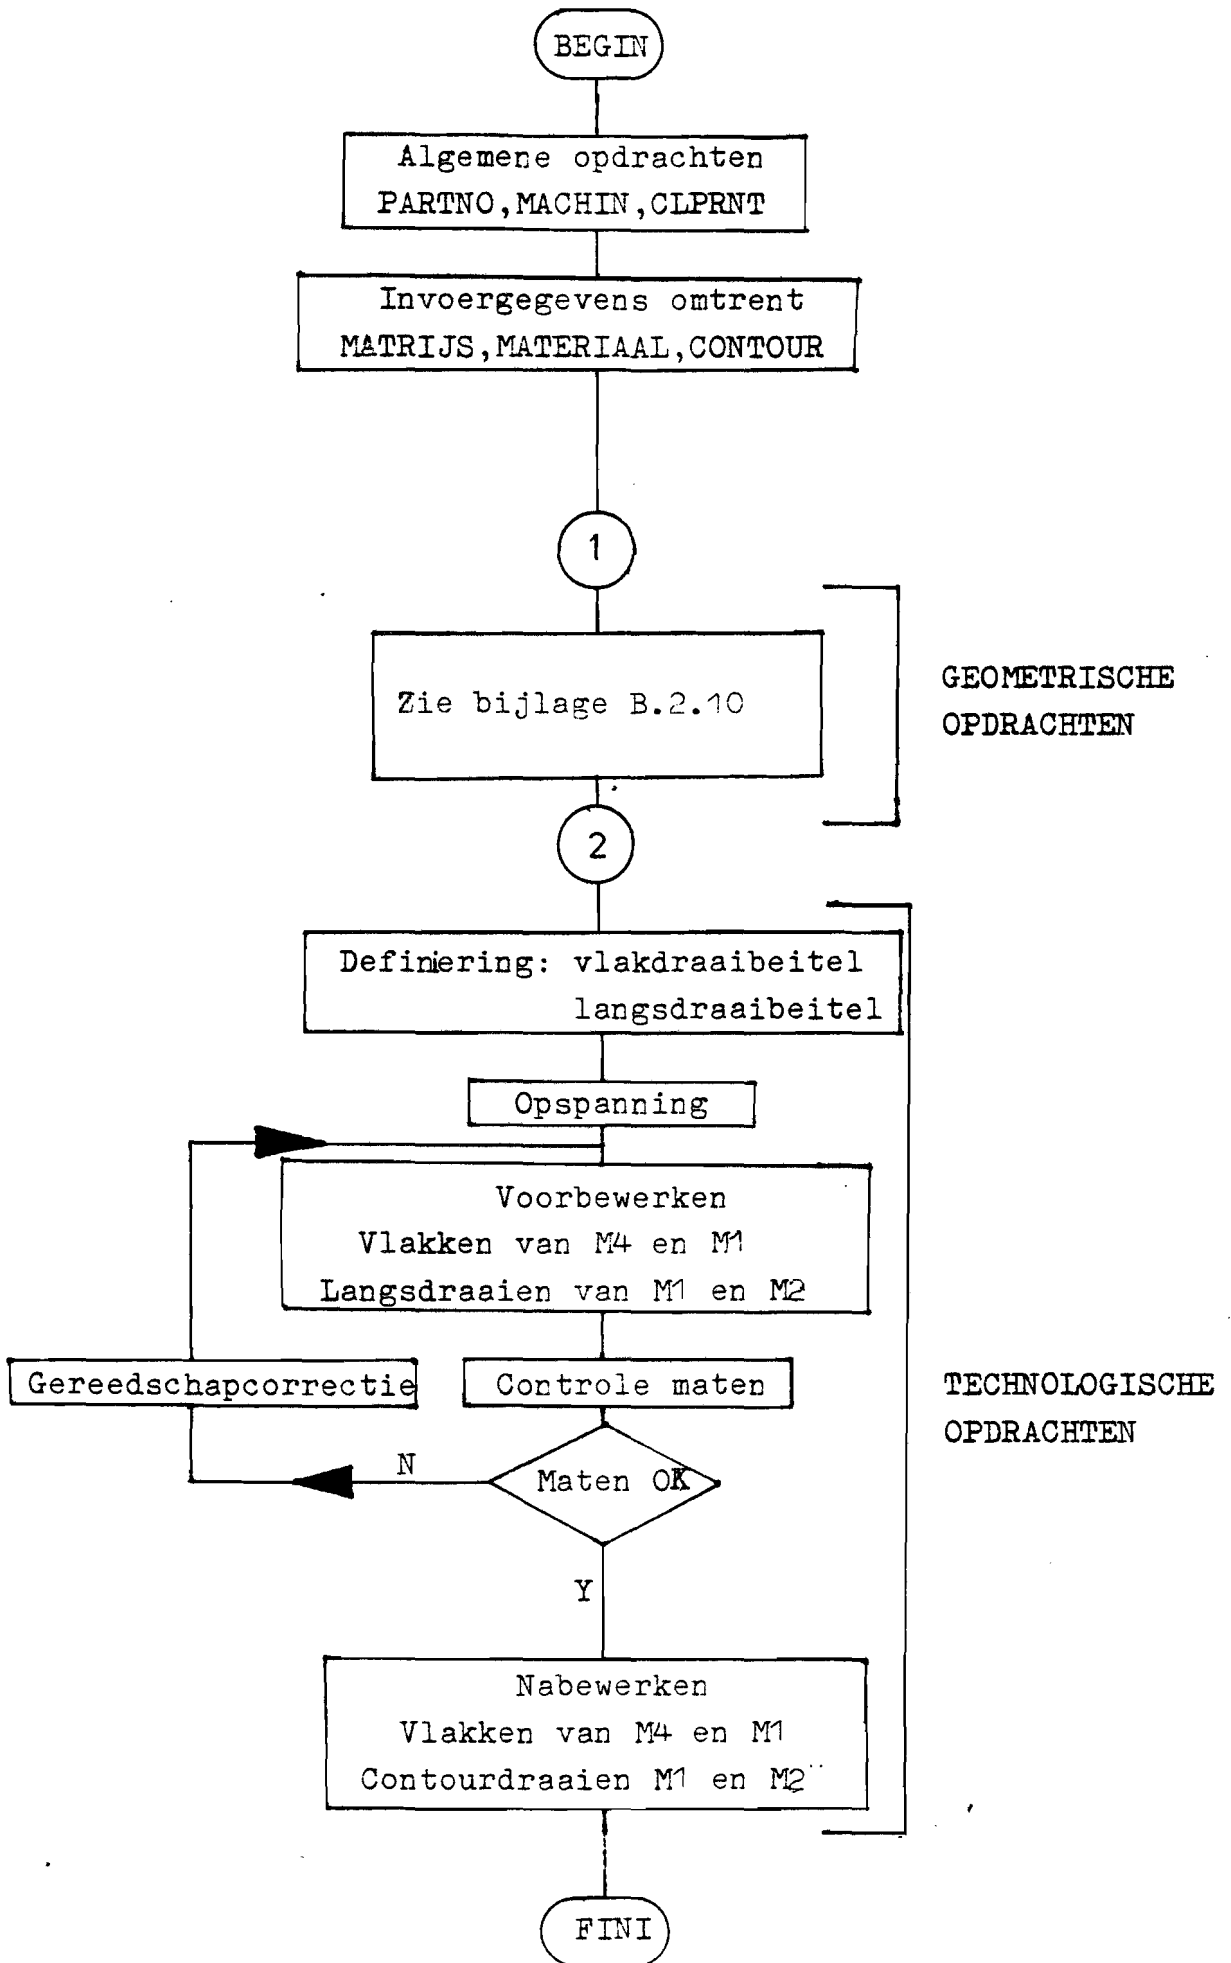 BEGIN
Algemene opdrachten
PARTNO,MACHIN,CLPRNT
Invoergegevens omtrent
MATRIJS,MATERIAAL,CONTOUR
1
Zie bijlage B.2.10
GEOMETRISCHE
OPDRACHTEN
2
Definiering: vlakdraaibeitel
langsdraaibeitel
Opspanning
Voorbewerken
Vlakken van M4 en M1
Langsdraaien van M1 en M2
Gereedschapcorrectie
Controle maten
TECHNOLOGISCHE
OPDRACHTEN
N
Maten OK
Y
Nabewerken
Vlakken van M4 en M1
Contourdraaien M1 en M2
FINI